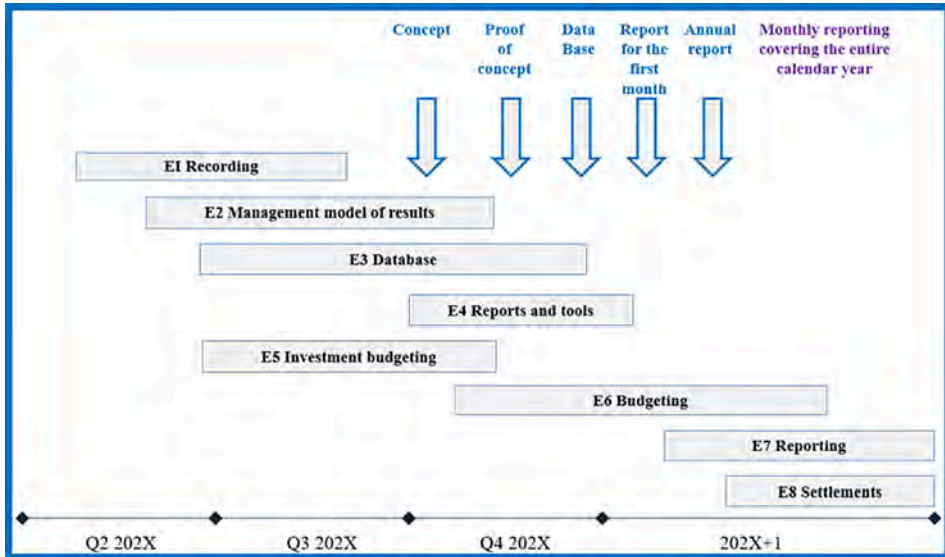 Concept
Proof
of
concept
Data
Base
Report
for the
first
month
Annual
report
Monthly reporting
covering the entire
calendar year
E1 Recording
E2 Management model of results
E3 Database
E4 Reports and tools
E5 Investment budgeting
E6 Budgeting
E7 Reporting
E8 Settlements
Q2 202X
Q3 202X
Q4 202X
202X+1